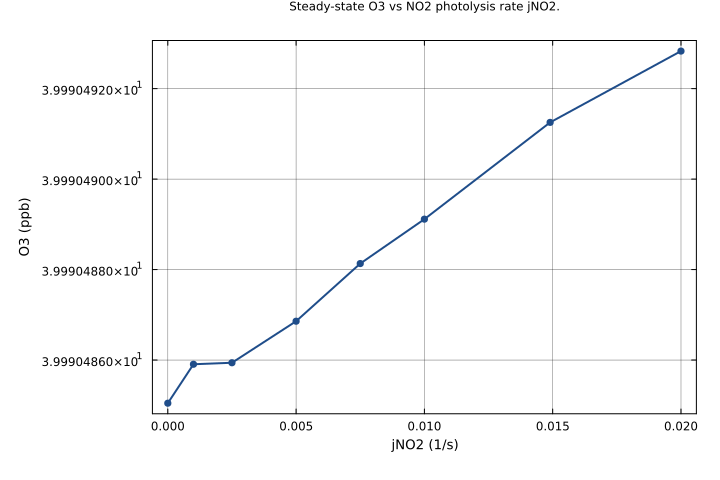 Steady-state O3 vs NO2 photolysis rate jNO2.
3.99904920×10¹
3.99904900×10¹
3.99904880×10¹
3.99904860×10¹
O3 (ppb)
0.000 0.005 0.010 0.015 0.020
jNO2 (1/s)